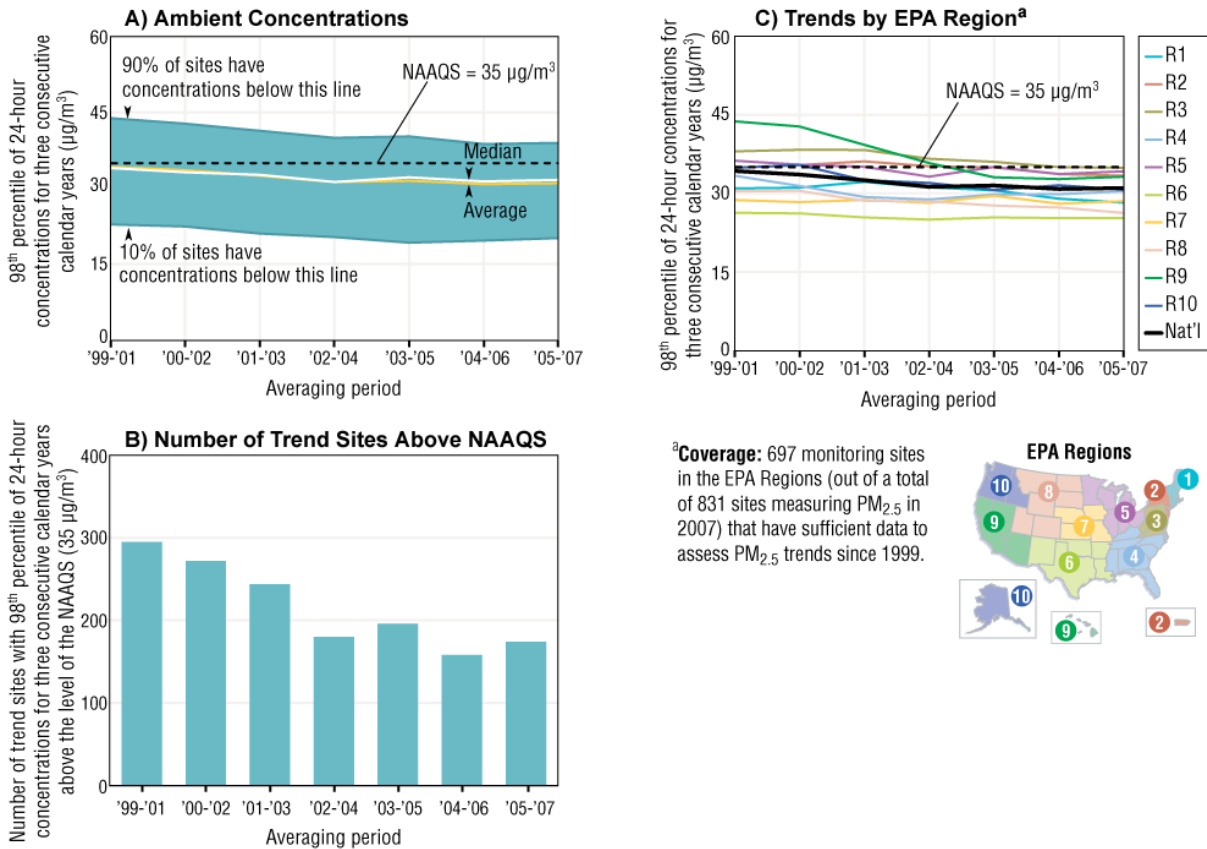 A) Ambient Concentrations
98th percentile of 24-hour
concentrations for three consecutive
calendar years (µg/m3)
60
45
30
15
0
90% of sites have
concentrations below this line
NAAQS = 35 µg/m3
Median
Average
10% of sites have
concentrations below this line
'99-'01
'00-'02
'01-'03
'02-'04
'03-'05
'04-'06
'05-'07
Averaging period
B) Number of Trend Sites Above NAAQS
Number of trend sites with 98th percentile of 24-hour
concentrations for three consecutive calendar years
above the level of the NAAQS (35 µg/m3)
400
300
200
100
0
'99-'01
'00-'02
'01-'03
'02-'04
'03-'05
'04-'06
'05-'07
Averaging period
C) Trends by EPA Regiona
98th percentile of 24-hour concentrations for
three consecutive calendar years (µg/m3)
60
45
30
15
0
NAAQS = 35 µg/m3
'99-'01
'00-'02
'01-'03
'02-'04
'03-'05
'04-'06
'05-'07
Averaging period
R1
R2
R3
R4
R5
R6
R7
R8
R9
R10
Nat'l
aCoverage: 697 monitoring sites
in the EPA Regions (out of a total
of 831 sites measuring PM2.5 in
2007) that have sufficient data to
assess PM2.5 trends since 1999.
EPA Regions
10
8
2
1
9
7
5
3
6
4
10
9
2